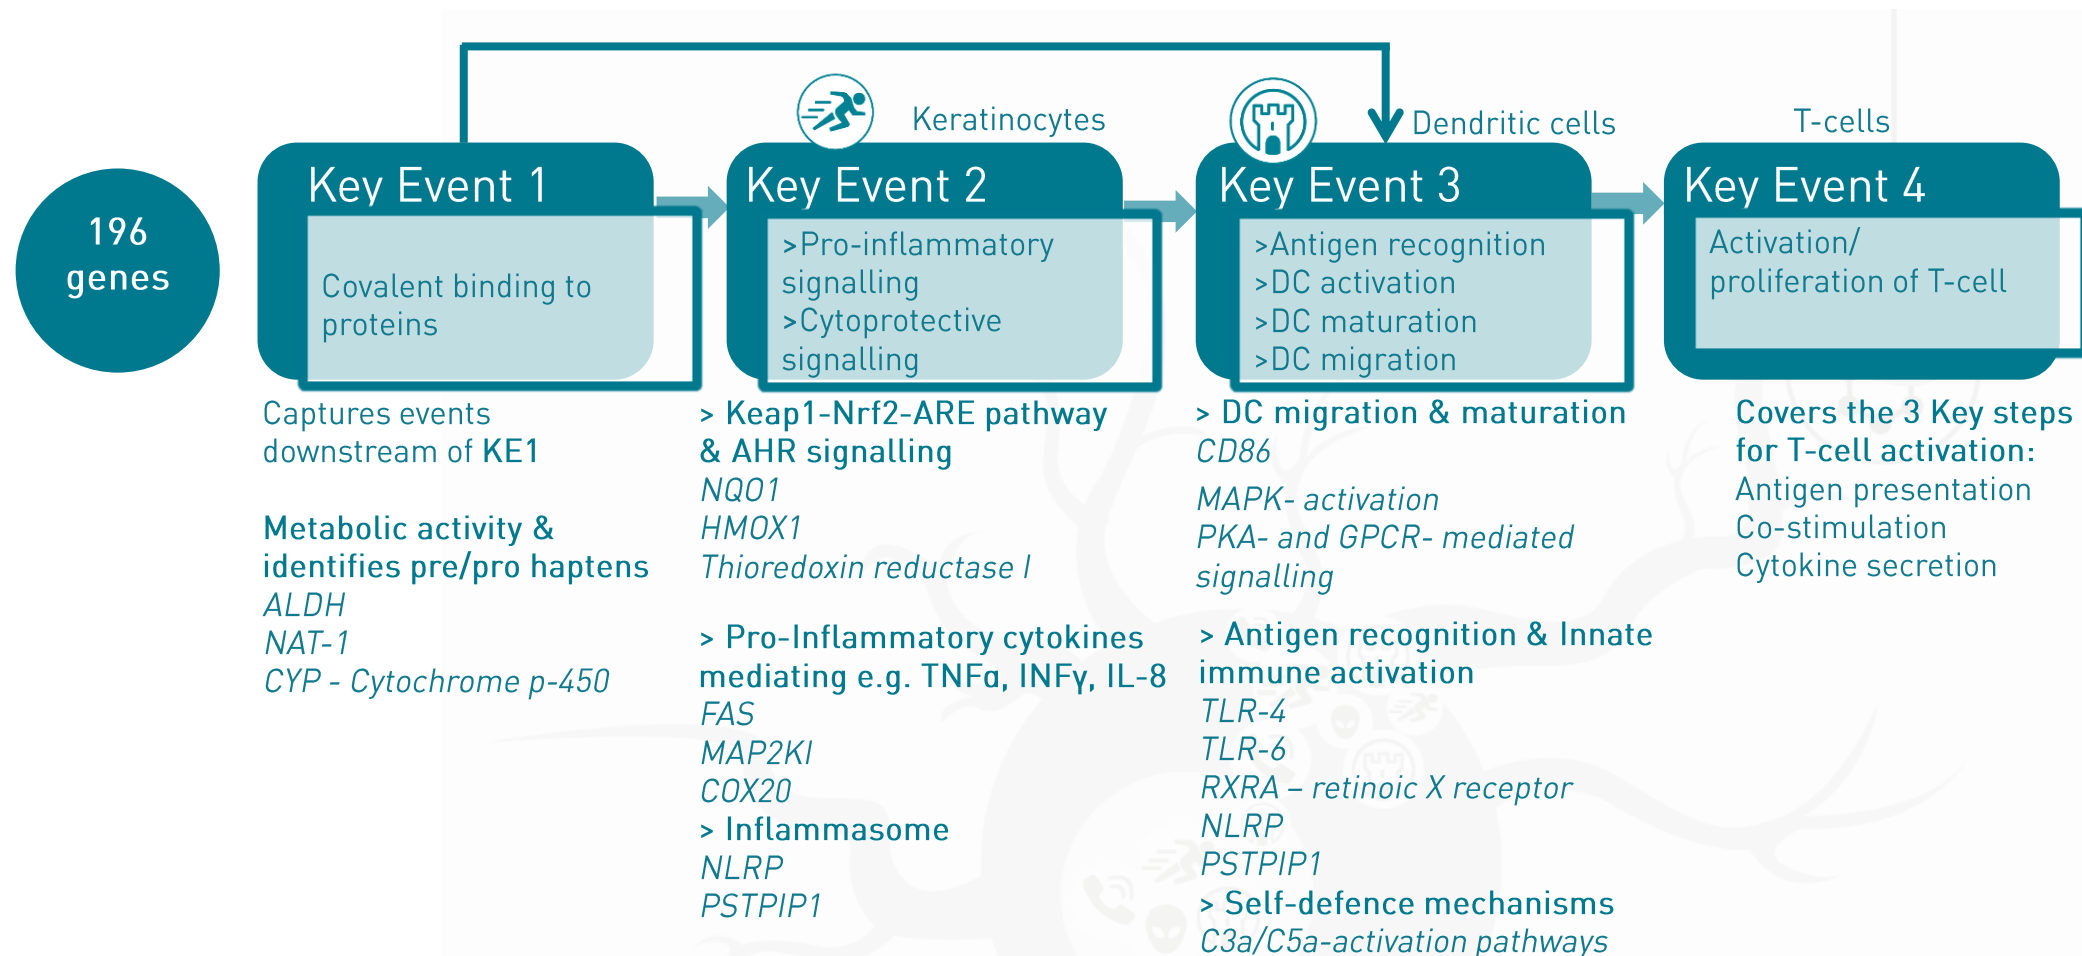 196
genes
Key Event 1
Covalent binding to
proteins
Captures events
downstream of KE1
Metabolic activity &
identifies pre/pro haptens
ALDH
NAT-1
CYP - Cytochrome p-450
Keratinocytes
Key Event 2
>Pro-inflammatory
signalling
>Cytoprotective
signalling
> Keap1-Nrf2-ARE pathway
& AHR signalling
NQO1
HMOX1
Thioredoxin reductase I
> Pro-Inflammatory cytokines
mediating e.g. TNFα, INFγ, IL-8
FAS
MAP2KI
COX20
> Inflammasome
NLRP
PSTPIP1
Dendritic cells
Key Event 3
>Antigen recognition
>DC activation
>DC maturation
>DC migration
> DC migration & maturation
CD86
MAPK- activation
PKA- and GPCR- mediated
signalling
> Antigen recognition & Innate
immune activation
TLR-4
TLR-6
RXRA – retinoic X receptor
NLRP
PSTPIP1
> Self-defence mechanisms
C3a/C5a-activation pathways
T-cells
Key Event 4
Activation/
proliferation of T-cell
Covers the 3 Key steps
for T-cell activation:
Antigen presentation
Co-stimulation
Cytokine secretion